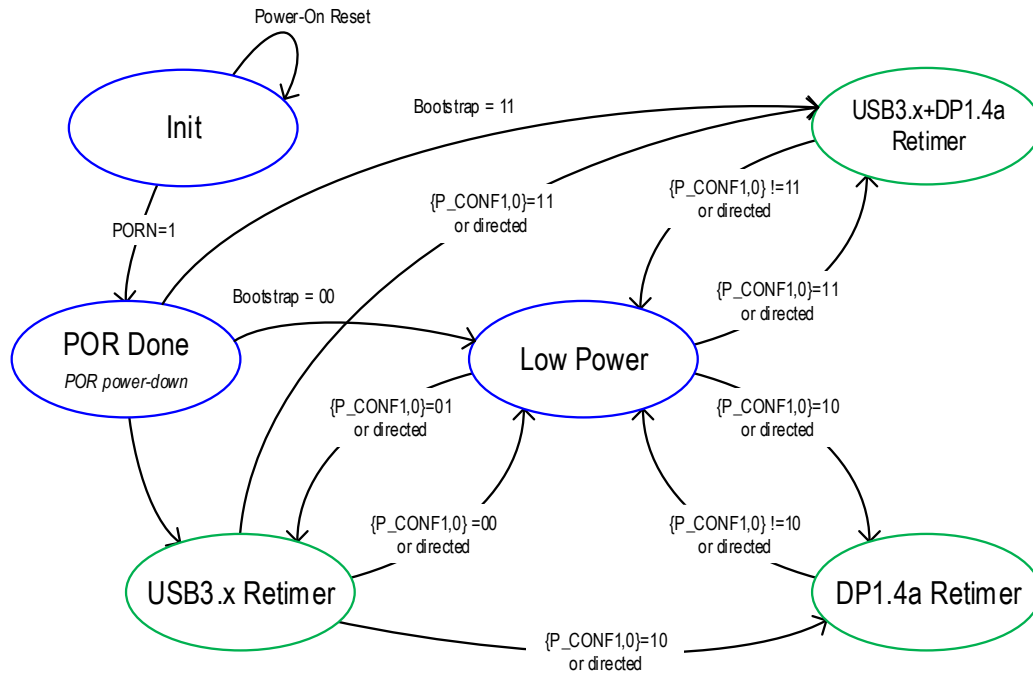 Power-On Reset
Init
Bootstrap = 11
USB3.x+DP1.4a
Retimer
{P_CONF1,0} !=11
or directed
{P_CONF1,0}=11
or directed
PORN=1
{P_CONF1,0}=11
or directed
Bootstrap = 00
POR Done
POR power-down
Low Power
{P_CONF1,0}=01
or directed
{P_CONF1,0}=10
or directed
{P_CONF1,0} =00
or directed
{P_CONF1,0} !=10
or directed
USB3.x Retimer
DP1.4a Retimer
{P_CONF1,0}=10
or directed